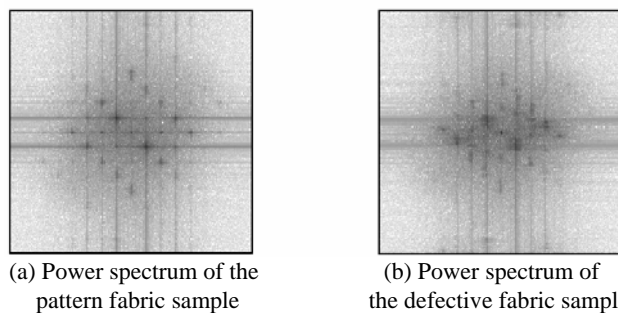 (a) Power spectrum of the
pattern fabric sample
(b) Power spectrum of
the defective fabric sampl